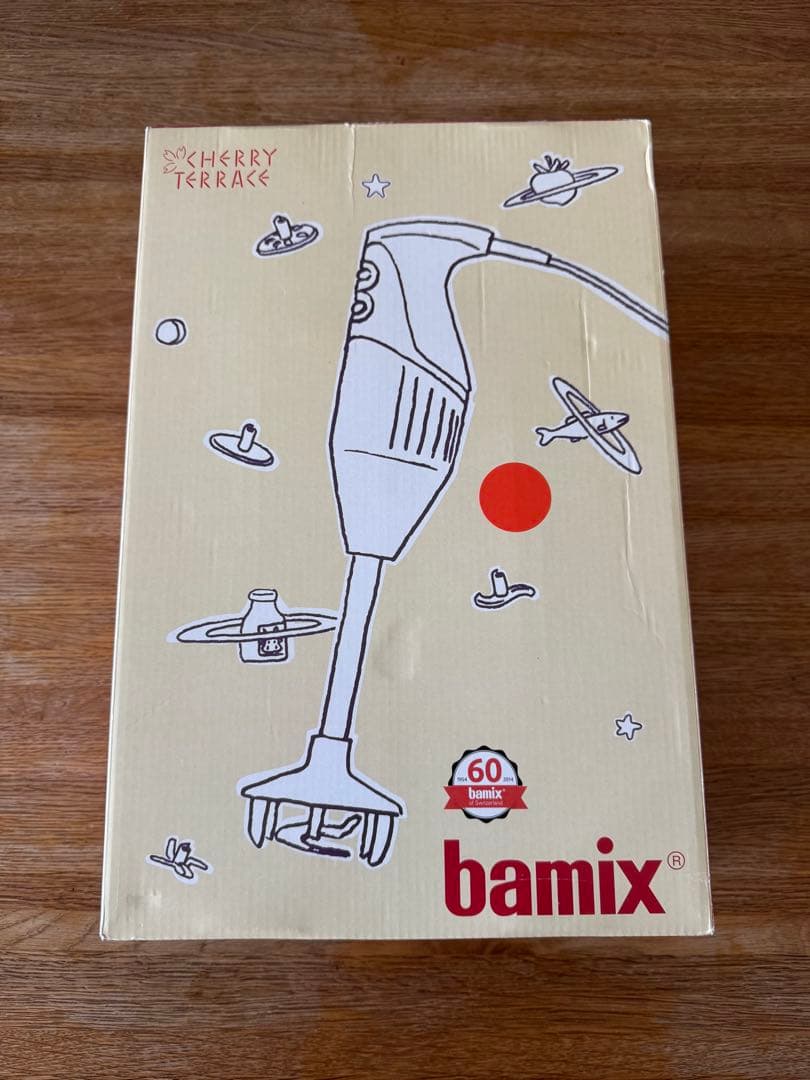 CHERRY
TERRACE
60
1954 2014
bamix®
of Switzerland
bamix®